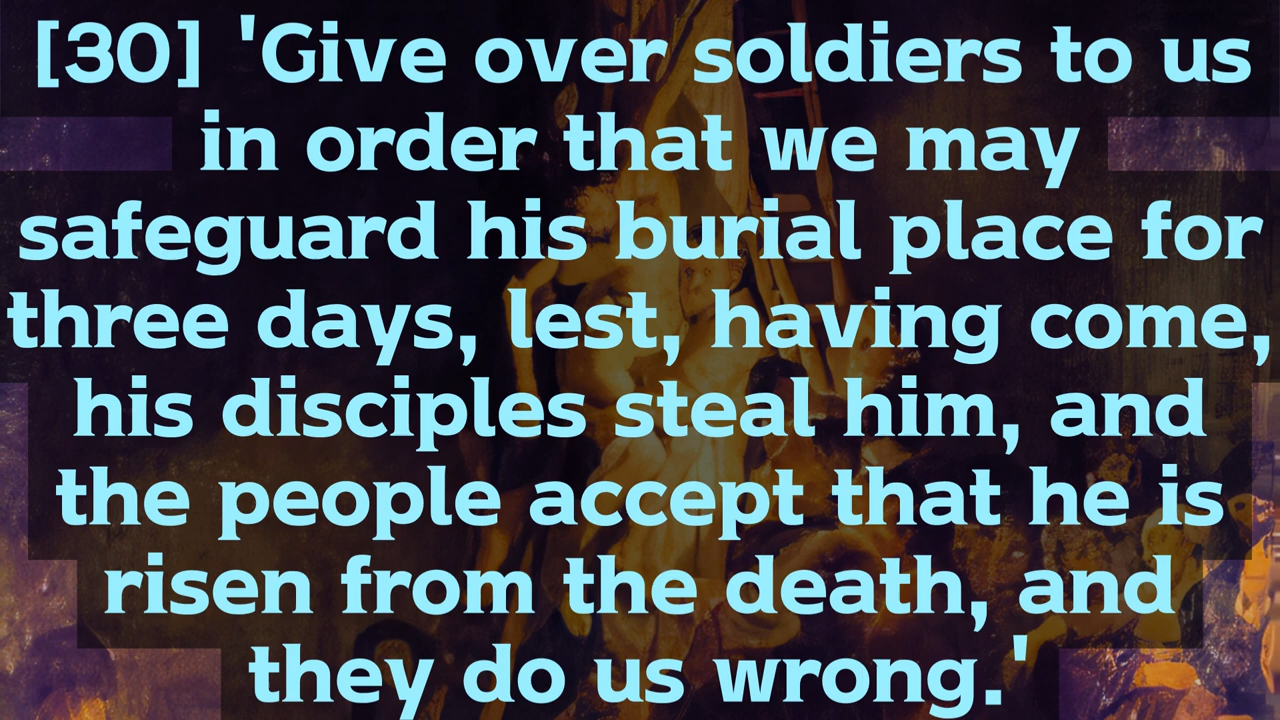 [30] 'Give over soldiers to us
in order that we may
safeguard his burial place for
three days, lest, having come,
his disciples steal him, and
the people accept that he is
risen from the death, and
they do us wrong.'